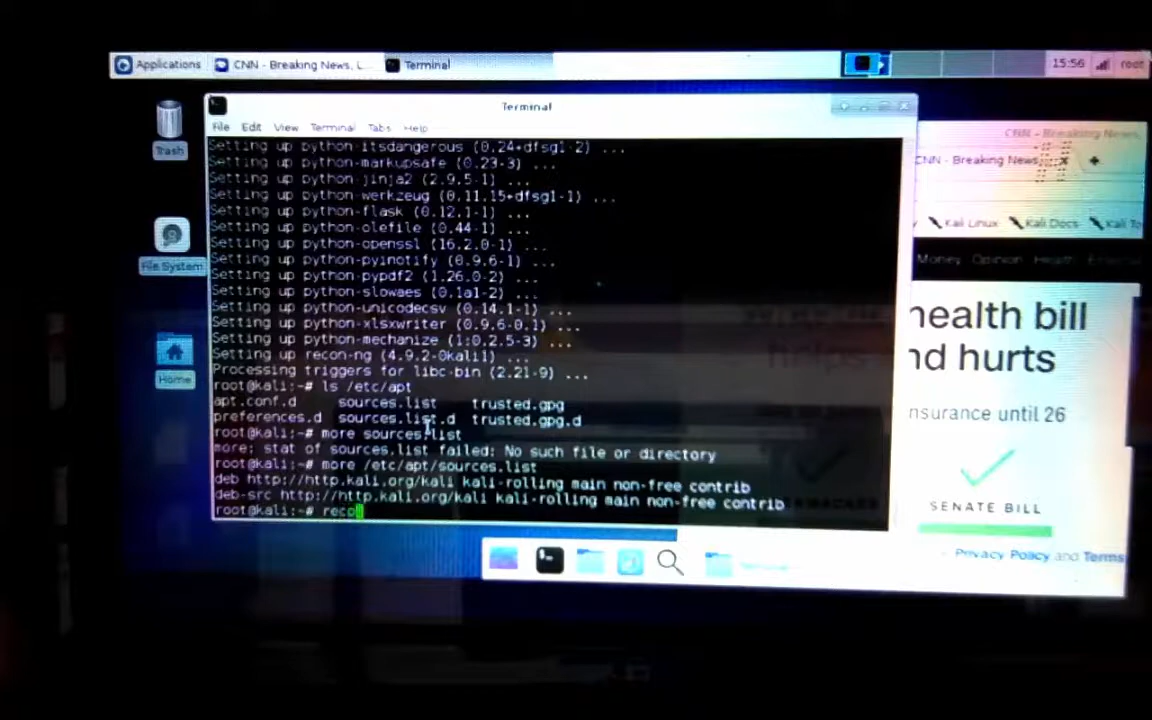 Applications
CNN - Breaking News, L...
Terminal
15:56
root
Terminal
File Edit View Terminal Tabs Help
Setting up python-itsdangerous (0.24+dfsg1-2) ...
Setting up python-markupsafe (0.23-3) ...
Setting up python-jinja2 (2.9.5-1) ...
Setting up python-werkzeug (0.11.15+dfsg1-1) ...
Setting up python-flask (0.12.1-1) ...
Setting up python-olefile (0.44-1) ...
Setting up python-openssl (16.2.0-1) ...
Setting up python-pyinotify (0.9.6-1) ...
Setting up python-pypdf2 (1.26.0-2) ...
Setting up python-slowaes (0.1a1-2) ...
Setting up python-unicodecsv (0.14.1-1) ...
Setting up python-xlsxwriter (0.9.6-0.1) ...
Setting up python-mechanize (1:0.2.5-3) ...
Setting up recon-ng (4.9.2-0kali1) ...
Processing triggers for libc-bin (2.21-9) ...
root@kali:~# ls /etc/apt
apt.conf.d sources.list trusted.gpg
preferences.d sources.list.d trusted.gpg.d
root@kali:~# more sources.list
more: stat of sources.list failed: No such file or directory
root@kali:~# more /etc/apt/sources.list
deb http://http.kali.org/kali kali-rolling main non-free contrib
deb-src http://http.kali.org/kali kali-rolling main non-free contrib
root@kali:~# reco
Trash
File System
Home
CNN - Breaking News,
CNN - Breaking News,
Kali Linux Kali Docs Kali To
Money Opinion Health
health bill
nd hurts
nsurance until 26
SENATE BILL
Privacy Policy and Terms